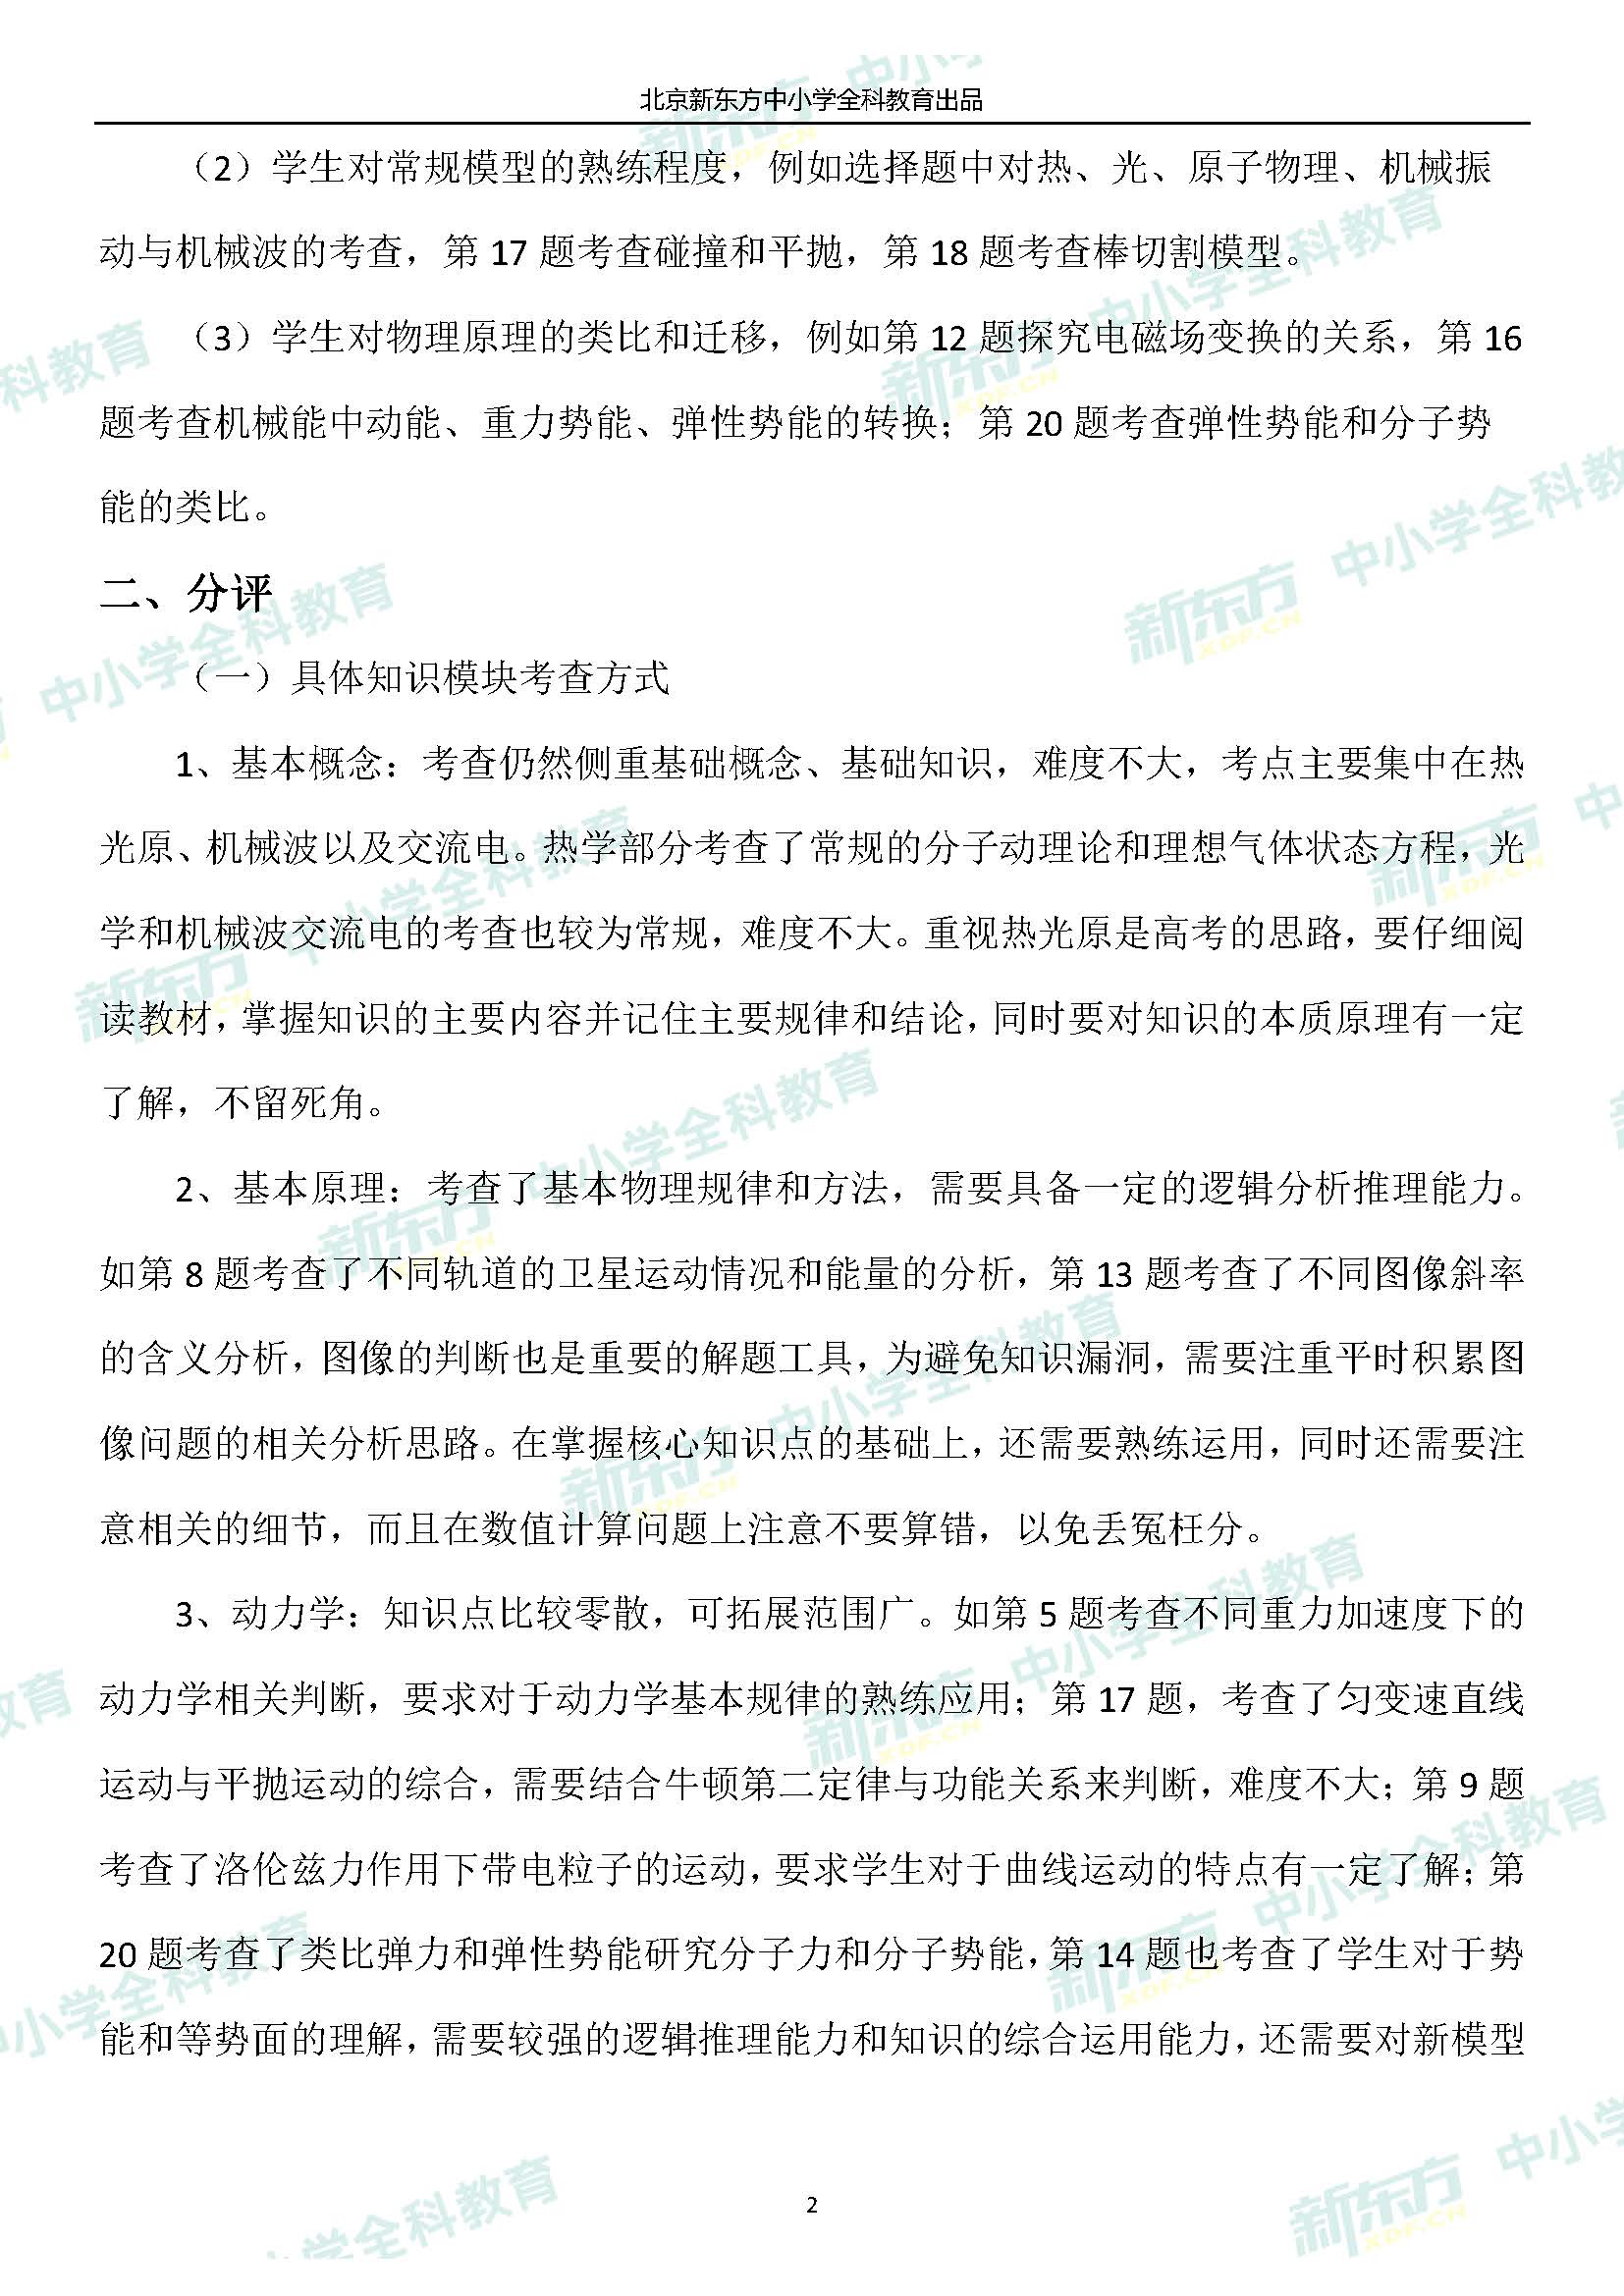 北京新东方中小学全科教育出品
（2）学生对常规模型的熟练程度，例如选择题中对热、光、原子物理、机械振
动与机械波的考查，第 17 题考查碰撞和平抛，第 18 题考查棒切割模型。
（3）学生对物理原理的类比和迁移，例如第 12 题探究电磁场变换的关系，第 16
题考查机械能中动能、重力势能、弹性势能的转换；第 20 题考查弹性势能和分子势
能的类比。
二、分评
（一）具体知识模块考查方式
1、基本概念：考查仍然侧重基础概念、基础知识，难度不大，考点主要集中在热
光原、机械波以及交流电。热学部分考查了常规的分子动理论和理想气体状态方程，光
学和机械波交流电的考查也较为常规，难度不大。重视热光原是高考的思路，要仔细阅
读教材，掌握知识的主要内容并记住主要规律和结论，同时要对知识的本质原理有一定
了解，不留死角。
2、基本原理：考查了基本物理规律和方法，需要具备一定的逻辑分析推理能力。
如第 8 题考查了不同轨道的卫星运动情况和能量的分析，第 13 题考查了不同图像斜率
的含义分析，图像的判断也是重要的解题工具，为避免知识漏洞，需要注重平时积累图
像问题的相关分析思路。在掌握核心知识点的基础上，还需要熟练运用，同时还需要注
意相关的细节，而且在数值计算问题上注意不要算错，以免丢冤枉分。
3、动力学：知识点比较零散，可拓展范围广。如第 5 题考查不同重力加速度下的
动力学相关判断，要求对于动力学基本规律的熟练应用；第 17 题，考查了匀变速直线
运动与平抛运动的综合，需要结合牛顿第二定律与功能关系来判断，难度不大；第 9 题
考查了洛伦兹力作用下带电粒子的运动，要求学生对于曲线运动的特点有一定了解；第
20 题考查了类比弹力和弹性势能研究分子力和分子势能，第 14 题也考查了学生对于势
能和等势面的理解，需要较强的逻辑推理能力和知识的综合运用能力，还需要对新模型
2
新东方 XDF.CN 中小学全科教育